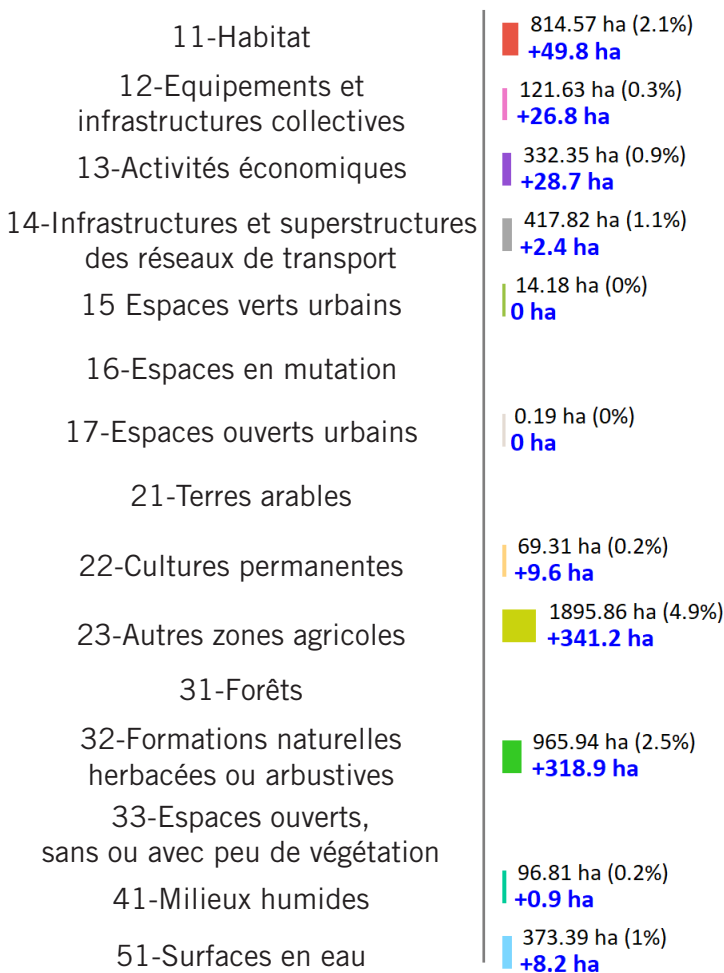 11-Habitat
814.57 ha (2.1%)
+49.8 ha
12-Equipements et
infrastructures collectives
121.63 ha (0.3%)
+26.8 ha
13-Activités économiques
332.35 ha (0.9%)
+28.7 ha
14-Infrastructures et superstructures
des réseaux de transport
417.82 ha (1.1%)
+2.4 ha
15 Espaces verts urbains
14.18 ha (0%)
0 ha
16-Espaces en mutation
17-Espaces ouverts urbains
0.19 ha (0%)
0 ha
21-Terres arables
22-Cultures permanentes
69.31 ha (0.2%)
+9.6 ha
23-Autres zones agricoles
1895.86 ha (4.9%)
+341.2 ha
31-Forêts
32-Formations naturelles
herbacées ou arbustives
965.94 ha (2.5%)
+318.9 ha
33-Espaces ouverts,
sans ou avec peu de végétation
41-Milieux humides
96.81 ha (0.2%)
+0.9 ha
51-Surfaces en eau
373.39 ha (1%)
+8.2 ha